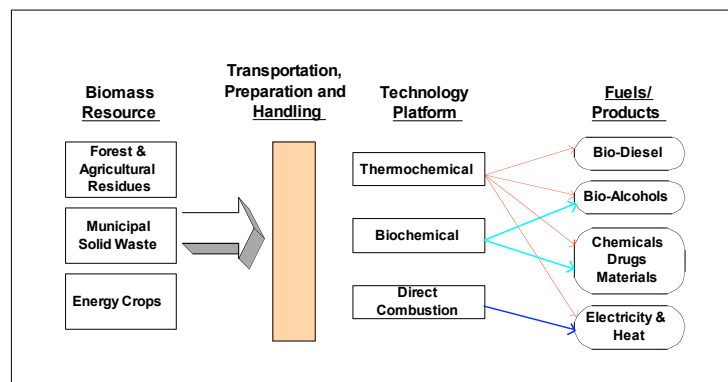 Biomass
Resource
Transportation,
Preparation and
Handling
Technology
Platform
Fuels/
Products
Forest &
Agricultural
Residues
Municipal
Solid Waste
Energy Crops
Thermochemical
Biochemical
Direct
Combustion
Bio-Diesel
Bio-Alcohols
Chemicals
Drugs
Materials
Electricity &
Heat